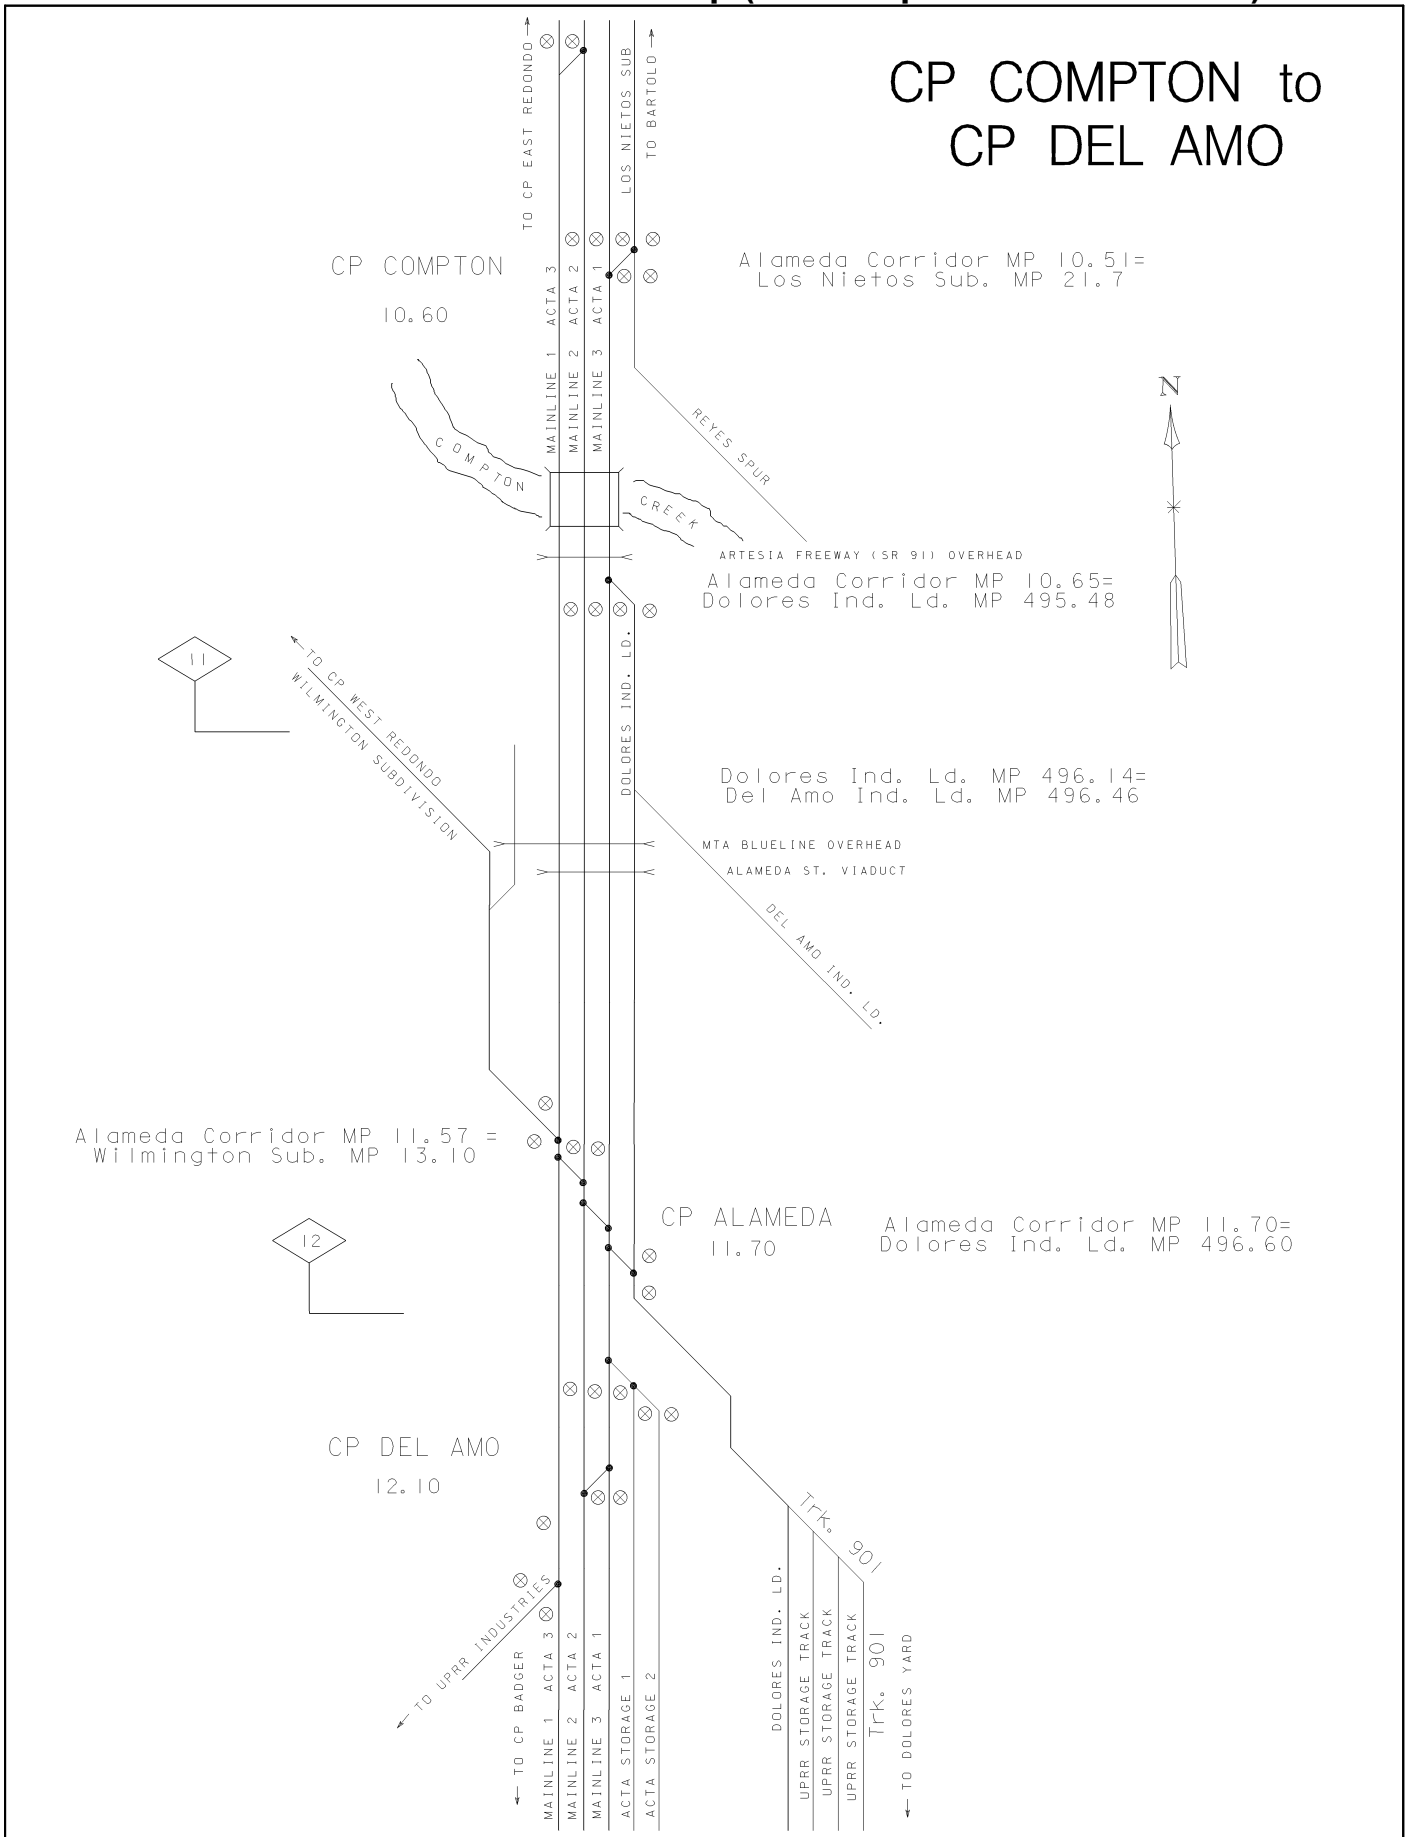 CP COMPTON to
CP DEL AMO
TO CP EAST REDONDO
LOS NIETOS SUB
TO BARTOLO
CP COMPTON
10.60
Alameda Corridor MP 10.51=
Los Nietos Sub. MP 21.7
MAINLINE 1 ACTA 3
MAINLINE 2 ACTA 2
MAINLINE 3 ACTA 1
N
REYES SPUR
COMPTON
CREEK
ARTESIA FREEWAY (SR 91) OVERHEAD
Alameda Corridor MP 10.65=
Dolores Ind. Ld. MP 495.48
11
TO CP WEST REDONDO
WILMINGTON SUBDIVISION
DOLORES IND. LD.
Dolores Ind. Ld. MP 496.14=
Del Amo Ind. Ld. MP 496.46
MTA BLUELINE OVERHEAD
ALAMEDA ST. VIADUCT
DEL AMO IND. LD.
Alameda Corridor MP 11.57 =
Wilmington Sub. MP 13.10
CP ALAMEDA
11.70
Alameda Corridor MP 11.70=
Dolores Ind. Ld. MP 496.60
12
CP DEL AMO
12.10
Trk. 901
TO UPRR INDUSTRIES
TO CP BADGER
MAINLINE 1 ACTA 3
MAINLINE 2 ACTA 2
MAINLINE 3 ACTA 1
ACTA STORAGE 1
ACTA STORAGE 2
DOLORES IND. LD.
UPRR STORAGE TRACK
UPRR STORAGE TRACK
UPRR STORAGE TRACK
Trk. 901
TO DOLORES YARD